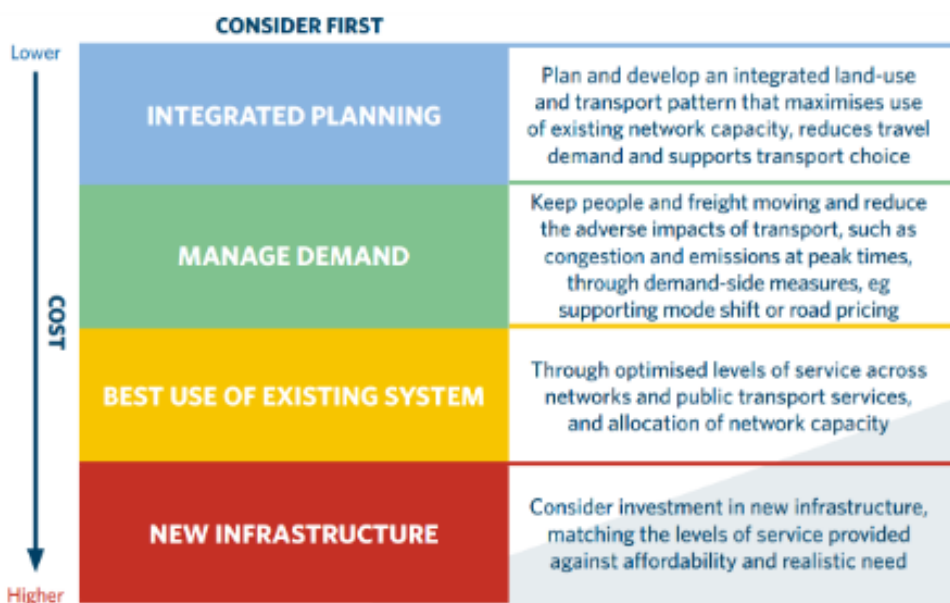 CONSIDER FIRST
Lower
COST
Higher
INTEGRATED PLANNING
Plan and develop an integrated land-use
and transport pattern that maximises use
of existing network capacity, reduces travel
demand and supports transport choice
MANAGE DEMAND
Keep people and freight moving and reduce
the adverse impacts of transport, such as
congestion and emissions at peak times,
through demand-side measures, eg
supporting mode shift or road pricing
BEST USE OF EXISTING SYSTEM
Through optimised levels of service across
networks and public transport services,
and allocation of network capacity
NEW INFRASTRUCTURE
Consider investment in new infrastructure,
matching the levels of service provided
against affordability and realistic need